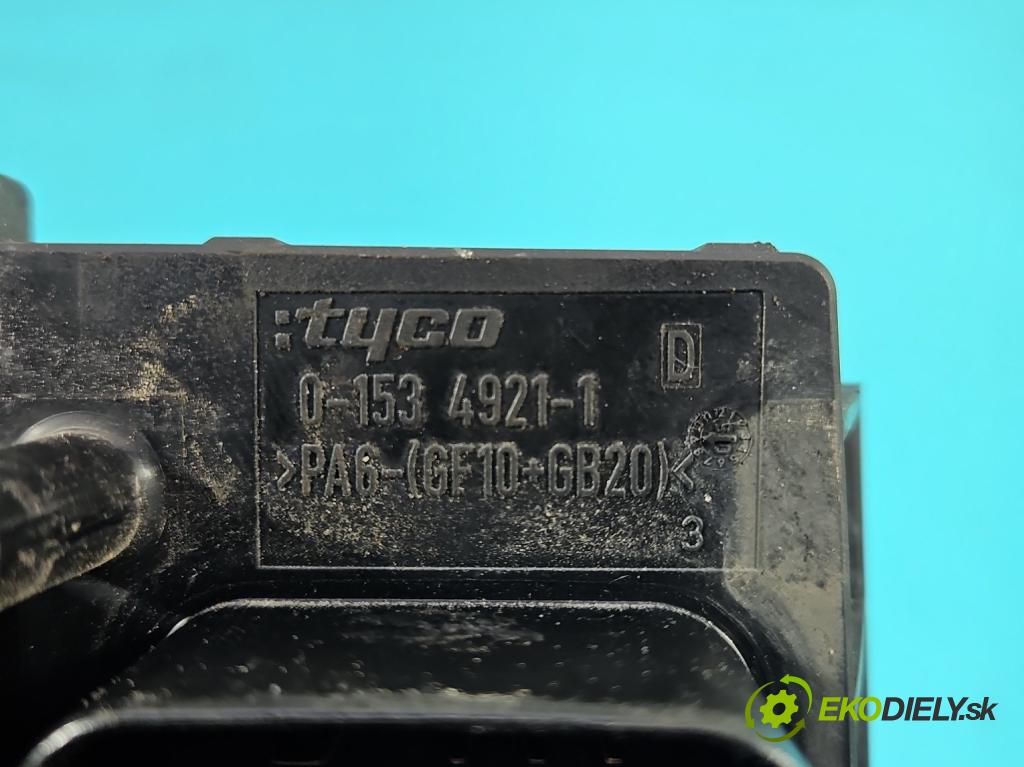 :tyco
D
0-153 4921-1
>PA6-(GF10+GB20)<
3
EKODIELY.sk